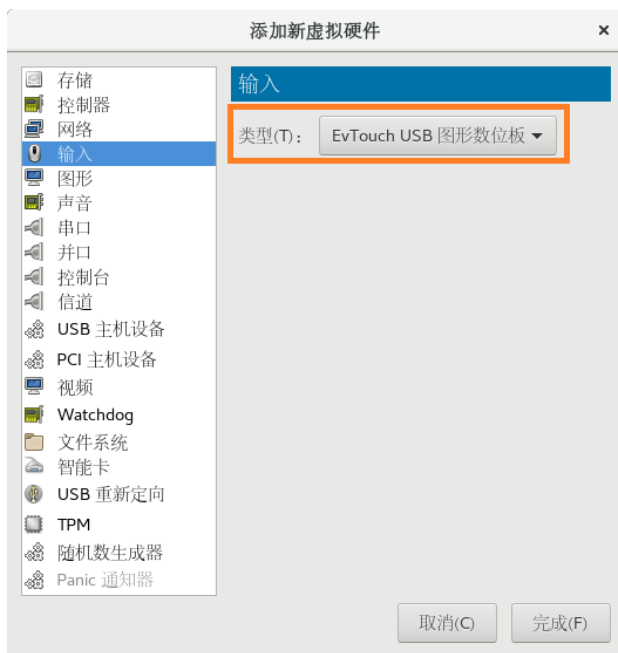 添加新虚拟硬件
×
存储
控制器
网络
输入
图形
声音
串口
并口
控制台
信道
USB 主机设备
PCI 主机设备
视频
Watchdog
文件系统
智能卡
USB 重新定向
TPM
随机数生成器
Panic 通知器
输入
类型(T)： EvTouch USB 图形数位板
取消(C) 完成(F)